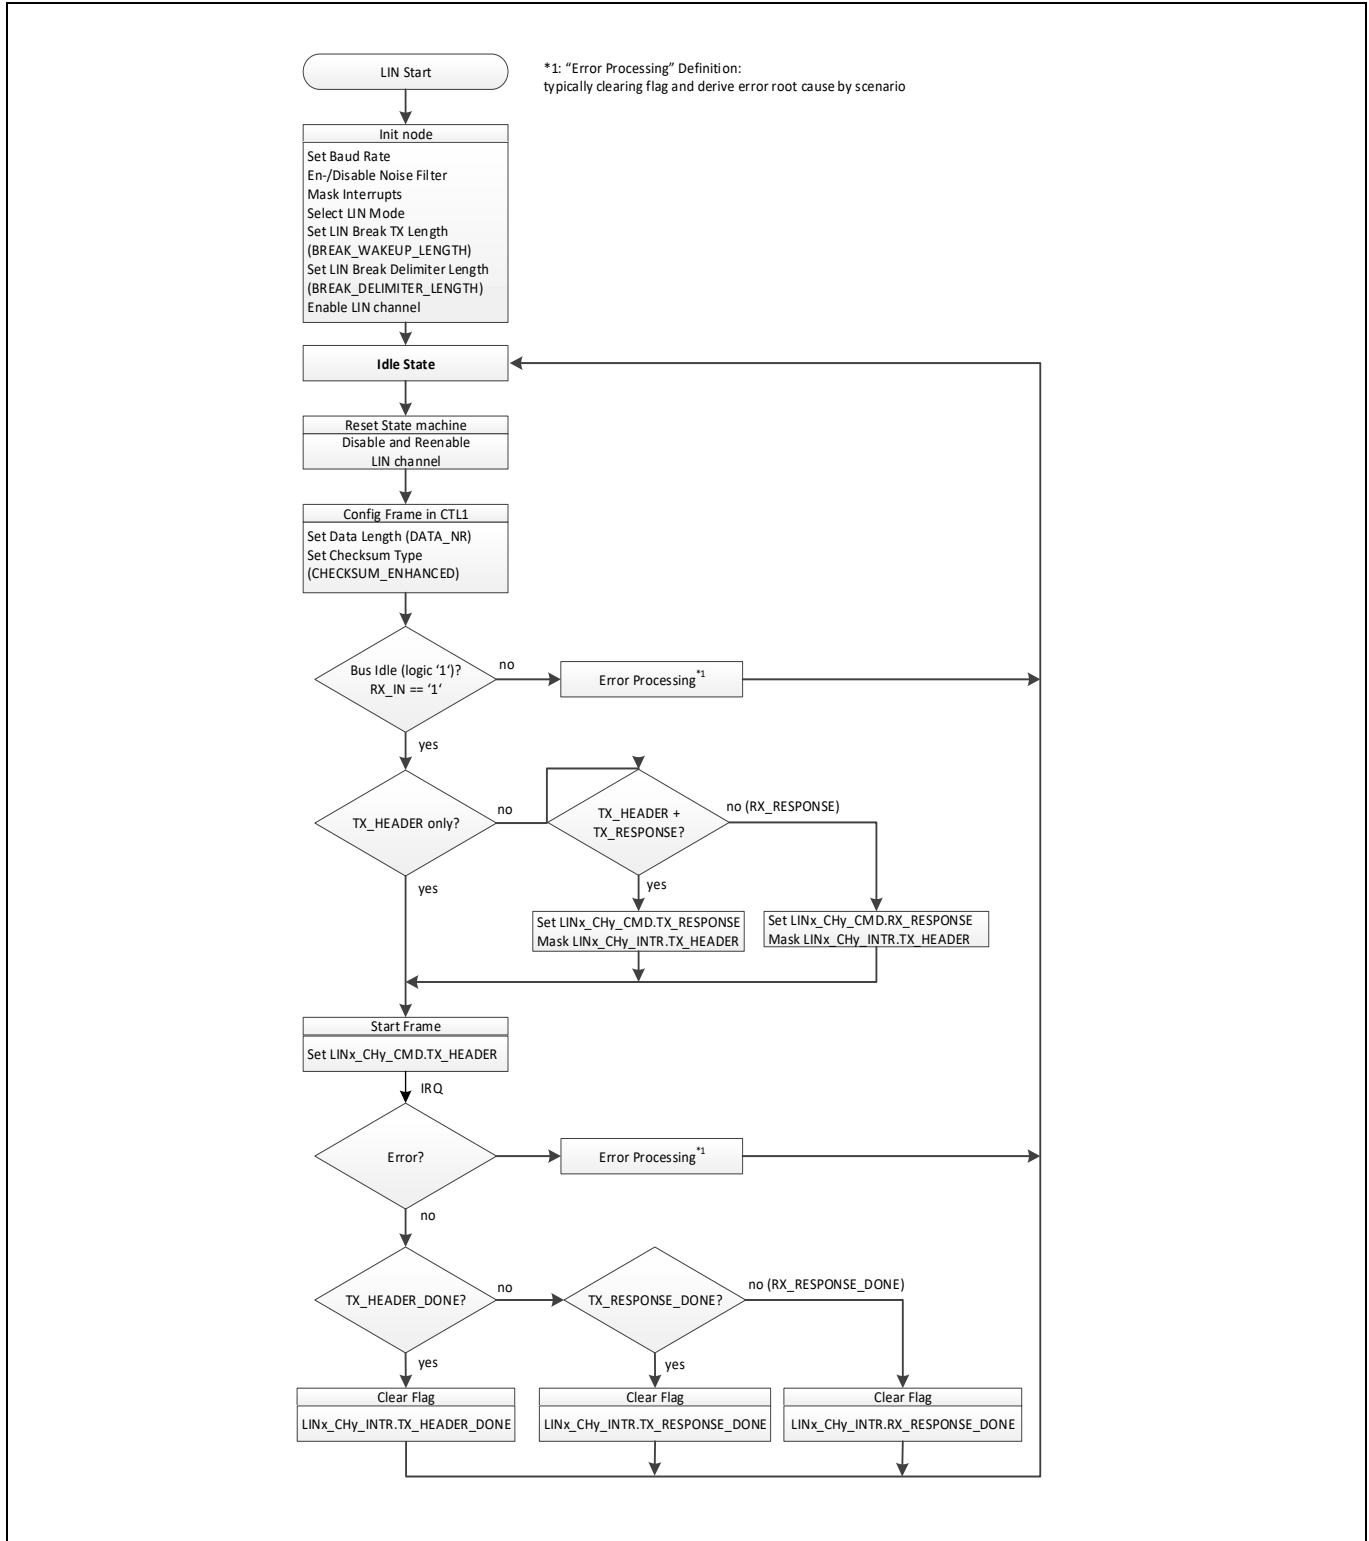 LIN Start
*1: “Error Processing” Definition:
typically clearing flag and derive error root cause by scenario
Init node
Set Baud Rate
En-/Disable Noise Filter
Mask Interrupts
Select LIN Mode
Set LIN Break TX Length
(BREAK_WAKEUP_LENGTH)
Set LIN Break Delimiter Length
(BREAK_DELIMITER_LENGTH)
Enable LIN channel
Idle State
Reset State machine
Disable and Reenable
LIN channel
Config Frame in CTL1
Set Data Length (DATA_NR)
Set Checksum Type
(CHECKSUM_ENHANCED)
Bus Idle (logic ‘1‘)?
RX_IN == ‘1‘
no
Error Processing*1
yes
TX_HEADER only?
no
TX_HEADER +
TX_RESPONSE?
no (RX_RESPONSE)
yes
yes
Set LINx_CHy_CMD.TX_RESPONSE
Mask LINx_CHy_INTR.TX_HEADER
Set LINx_CHy_CMD.RX_RESPONSE
Mask LINx_CHy_INTR.TX_HEADER
Start Frame
Set LINx_CHy_CMD.TX_HEADER
IRQ
Error?
Error Processing*1
no
TX_HEADER_DONE?
no
TX_RESPONSE_DONE?
no (RX_RESPONSE_DONE)
yes
yes
Clear Flag
LINx_CHy_INTR.TX_HEADER_DONE
Clear Flag
LINx_CHy_INTR.TX_RESPONSE_DONE
Clear Flag
LINx_CHy_INTR.RX_RESPONSE_DONE